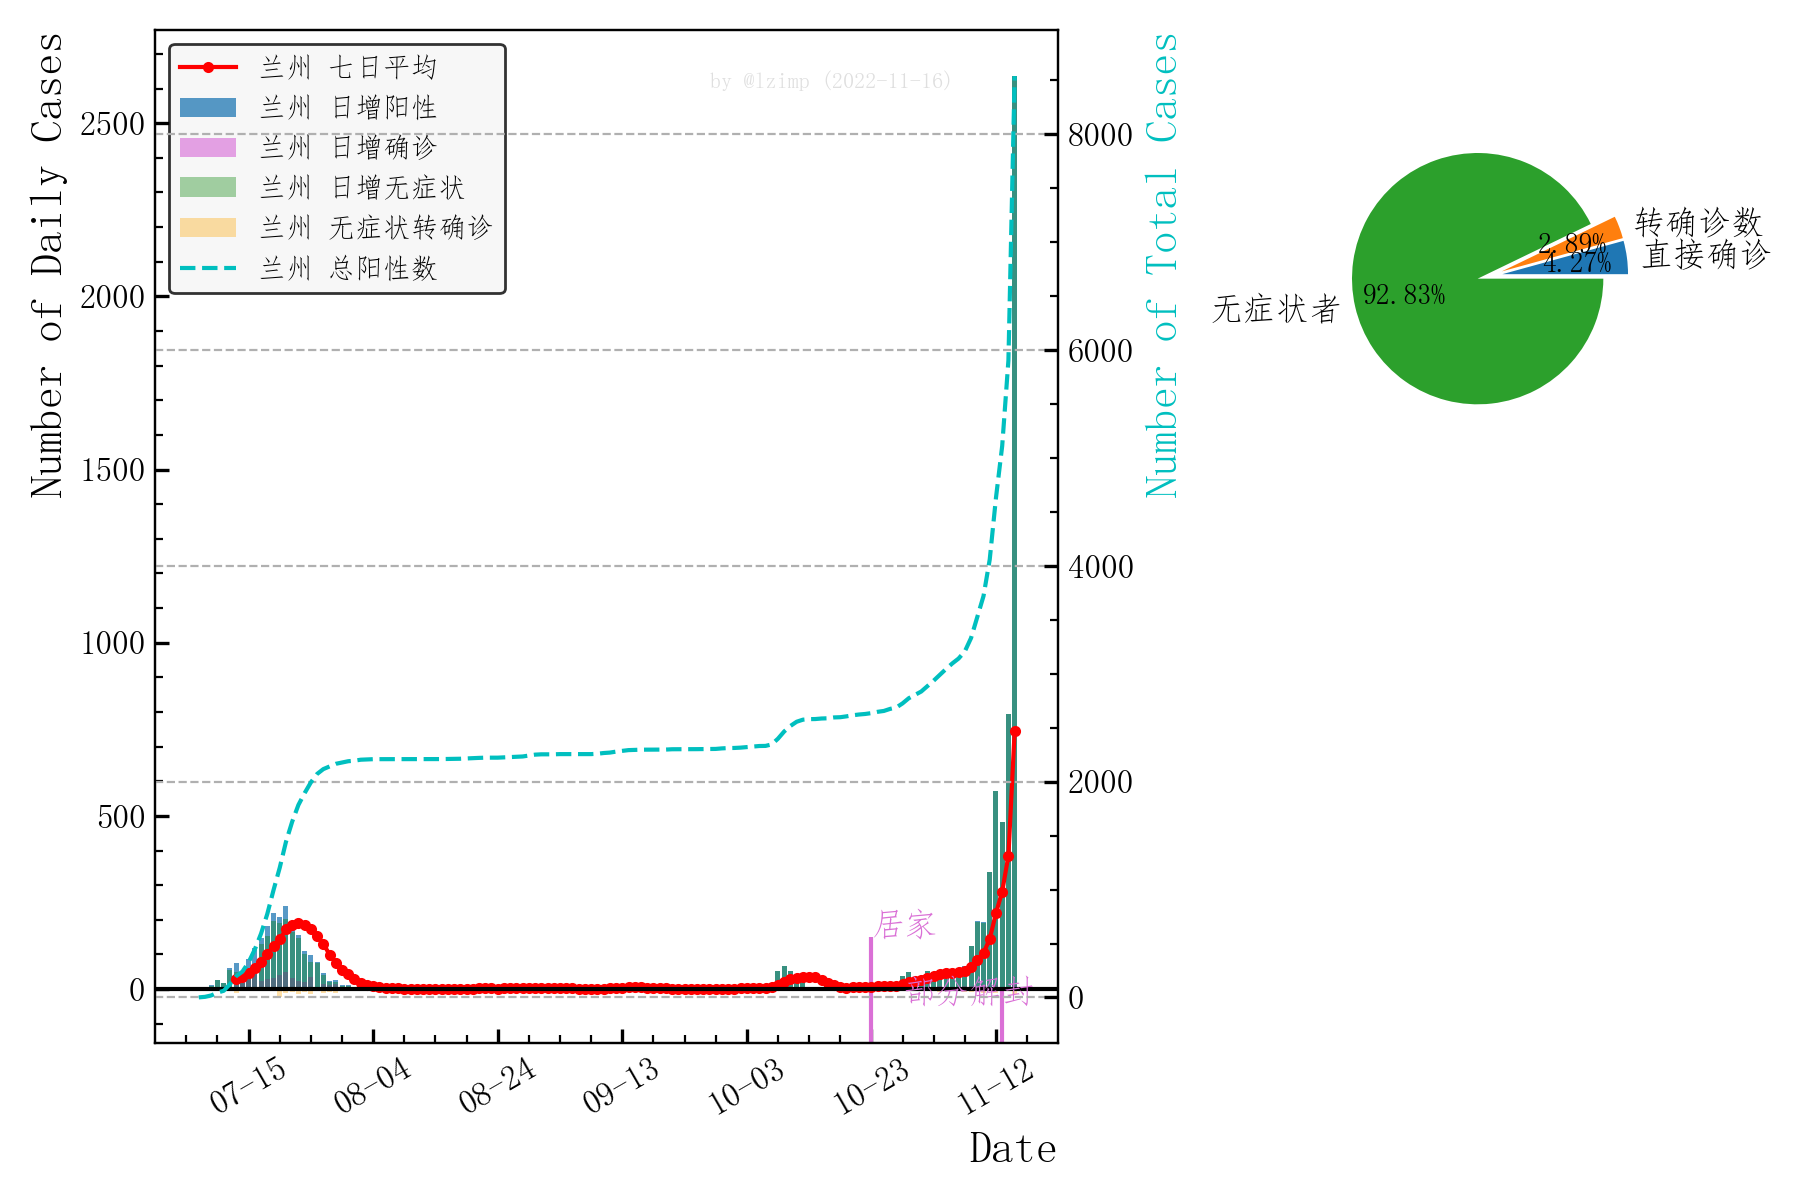 Number of Daily Cases
2500
2000
1500
1000
500
0
兰州 七日平均
兰州 日增阳性
兰州 日增确诊
兰州 日增无症状
兰州 无症状转确诊
兰州 总阳性数
by @lzimp (2022-11-16)
居家
部分解封
07-15
08-04
08-24
09-13
10-03
10-23
11-12
Date
8000
6000
4000
2000
0
Number of Total Cases
转确诊数
2.89%
直接确诊
4.27%
无症状者
92.83%